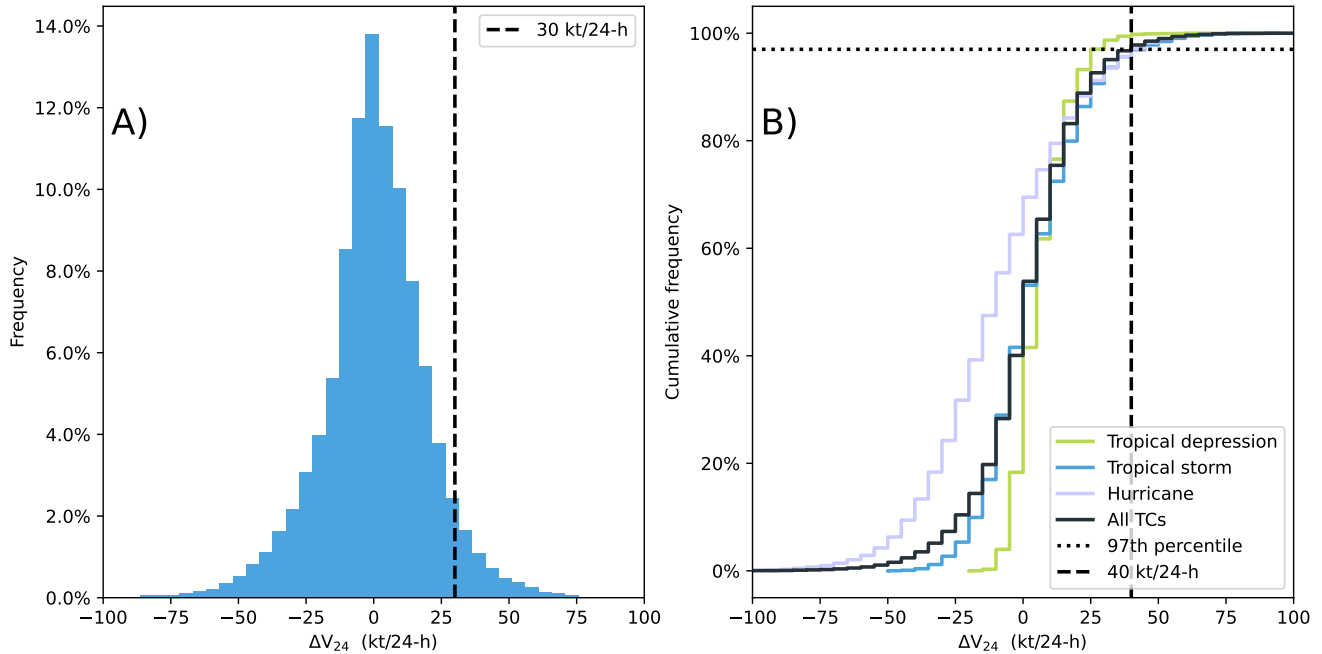 14.0%
12.0%
10.0%
8.0%
6.0%
4.0%
2.0%
0.0%
Frequency
A)
30 kt/24-h
−100
−75
−50
−25
0
25
50
75
100
ΔV₂₄ (kt/24-h)
100%
80%
60%
40%
20%
0%
Cumulative frequency
B)
Tropical depression
Tropical storm
Hurricane
All TCs
97th percentile
40 kt/24-h
−100
−75
−50
−25
0
25
50
75
100
ΔV₂₄ (kt/24-h)